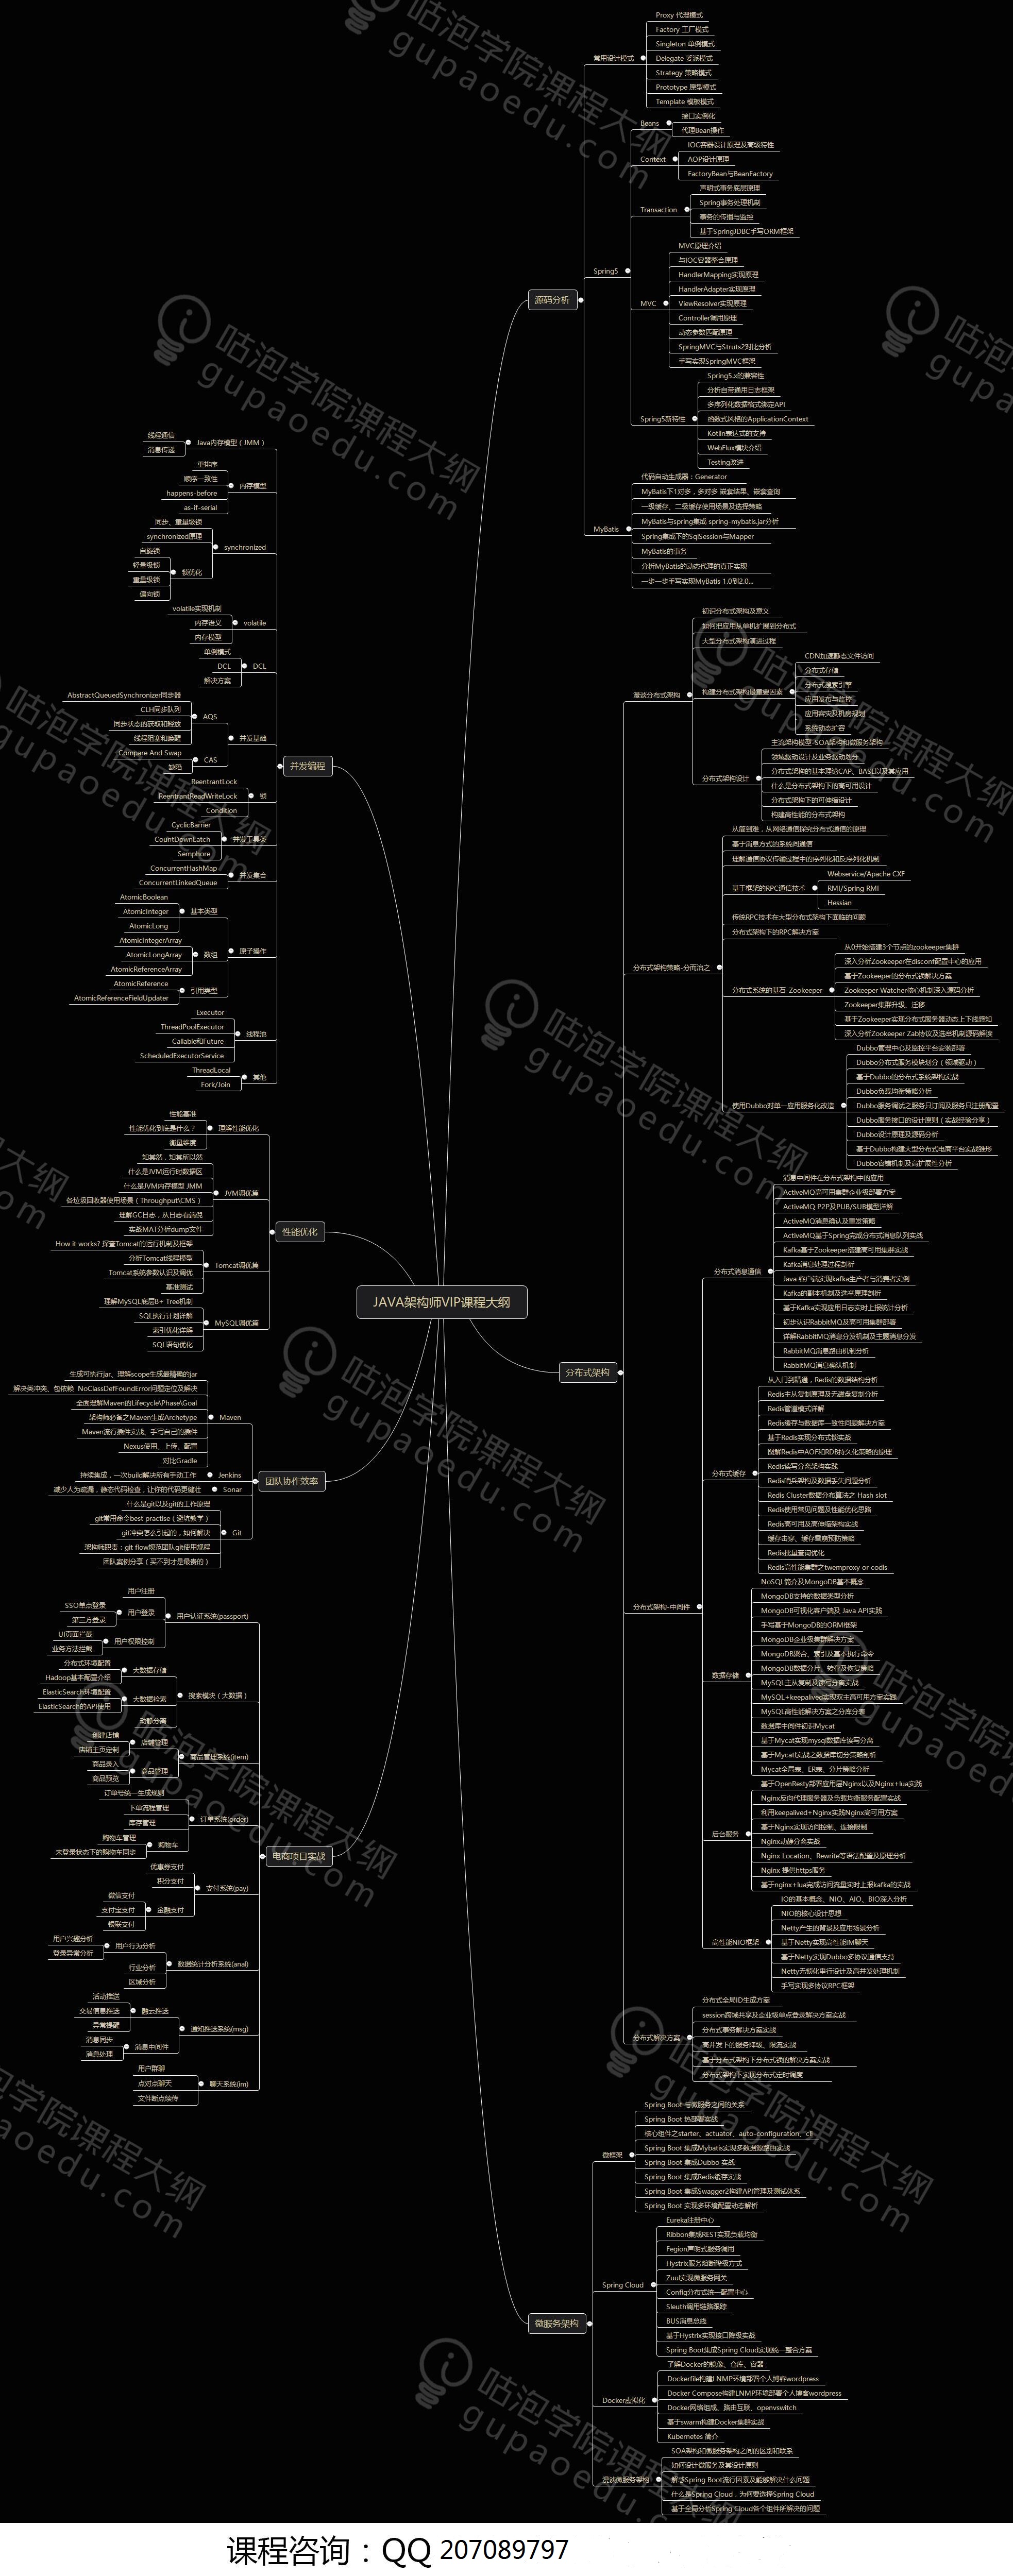 JAVA架构师VIP课程大纲
源码分析
常用设计模式
Proxy 代理模式
Factory 工厂模式
Singleton 单例模式
Delegate 委派模式
Strategy 策略模式
Prototype 原型模式
Template 模板模式
Spring5
Beans
接口实例化
代理Bean操作
Context
IOC容器设计原理及高级特性
AOP设计原理
FactoryBean与BeanFactory
Transaction
声明式事务底层原理
Spring事务处理机制
事务的传播与监控
基于SpringJDBC手写ORM框架
MVC
MVC原理介绍
与IOC容器整合原理
HandlerMapping实现原理
HandlerAdapter实现原理
ViewResolver实现原理
Controller调用原理
动态参数匹配原理
SpringMVC与Struts2对比分析
手写实现SpringMVC框架
Spring5新特性
Spring5.x的兼容性
分析自带通用日志框架
多序列化数据格式绑定API
函数式风格的ApplicationContext
Kotlin表达式的支持
WebFlux模块介绍
Testing改进
MyBatis
代码自动生成器：Generator
MyBatis下1对多，多对多 嵌套结果、嵌套查询
一级缓存、二级缓存使用场景及选择策略
MyBatis与spring集成 spring-mybatis.jar分析
Spring集成下的SqlSession与Mapper
MyBatis的事务
分析MyBatis的动态代理的真正实现
一步一步手写实现MyBatis 1.0到2.0...
并发编程
Java内存模型（JMM）
线程通信
消息传递
内存模型
重排序
顺序一致性
happens-before
as-if-serial
synchronized
同步、重量级锁
synchronized原理
锁优化
自旋锁
轻量级锁
重量级锁
偏向锁
volatile
volatile实现机制
内存语义
内存模型
DCL
单例模式
DCL
解决方案
并发基础
AQS
AbstractQueuedSynchronizer同步器
CLH同步队列
同步状态的获取和释放
线程阻塞和唤醒
CAS
Compare And Swap
缺陷
锁
ReentrantLock
ReentrantReadWriteLock
Condition
并发工具类
CyclicBarrier
CountDownLatch
Semphore
并发集合
ConcurrentHashMap
ConcurrentLinkedQueue
原子操作
基本类型
AtomicBoolean
AtomicInteger
AtomicLong
数组
AtomicIntegerArray
AtomicLongArray
AtomicReferenceArray
引用类型
AtomicReference
AtomicReferenceFieldUpdater
线程池
Executor
ThreadPoolExecutor
Callable和Future
ScheduledExecutorService
其他
ThreadLocal
Fork/Join
性能优化
理解性能优化
性能基准
性能优化到底是什么？
衡量维度
JVM调优篇
知其然，知其所以然
什么是JVM运行时数据区
什么是JVM内存模型 JMM
各垃圾回收器使用场景（Throughput\CMS）
理解GC日志，从日志看端倪
实战MAT分析dump文件
Tomcat调优篇
How it works? 探查Tomcat的运行机制及框架
分析Tomcat线程模型
Tomcat系统参数认识及调优
基准测试
MySQL调优篇
理解MySQL底层B+ Tree机制
SQL执行计划详解
索引优化详解
SQL语句优化
团队协作效率
Maven
生成可执行jar、理解scope生成最精确的jar
解决类冲突、包依赖 NoClassDefFoundError问题定位及解决
全面理解Maven的Lifecycle\Phase\Goal
架构师必备之Maven生成Archetype
Maven流行插件实战、手写自己的插件
Nexus使用、上传、配置
对比Gradle
Jenkins
持续集成，一次build解决所有手动工作
Sonar
减少人为疏漏，静态代码检查，让你的代码更健壮
Git
什么是git以及git的工作原理
git常用命令best practise（避坑教学）
git冲突怎么引起的，如何解决
架构师职责：git flow规范团队git使用规程
团队案例分享（买不到才是最贵的）
电商项目实战
用户认证系统(passport)
用户注册
用户登录
SSO单点登录
第三方登录
用户权限控制
UI页面拦截
业务方法拦截
搜索模块（大数据）
大数据存储
分布式环境配置
Hadoop基本配置介绍
大数据检索
ElasticSearch环境配置
ElasticSearch的API使用
动静分离
商品管理系统(item)
店铺管理
创建店铺
店铺主页定制
商品管理
商品录入
商品预览
订单系统(order)
订单号统一生成规则
下单流程管理
库存管理
购物车
购物车管理
未登录状态下的购物车同步
支付系统(pay)
优惠券支付
积分支付
金融支付
微信支付
支付宝支付
银联支付
数据统计分析系统(anal)
用户行为分析
用户兴趣分析
登录异常分析
行业分析
区域分析
通知推送系统(msg)
融云推送
活动推送
交易信息推送
异常提醒
消息中间件
消息同步
消息处理
聊天系统(im)
用户群聊
点对点聊天
文件断点续传
分布式架构
漫谈分布式架构
初识分布式架构及意义
如何把应用从单机扩展到分布式
大型分布式架构演进过程
构建分布式架构最重要因素
CDN加速静态文件访问
分布式存储
分布式搜索引擎
应用发布与监控
应用容灾及机房规划
系统动态扩容
分布式架构设计
主流架构模型-SOA架构和微服务架构
领域驱动设计及业务驱动划分
分布式架构的基本理论CAP、BASE以及其应用
什么是分布式架构下的高可用设计
分布式架构下的可伸缩设计
构建高性能的分布式架构
分布式架构策略-分而治之
从简到难，从网络通信探究分布式通信的原理
基于消息方式的系统间通信
理解通信协议传输过程中的序列化和反序列化机制
基于框架的RPC通信技术
Webservice/Apache CXF
RMI/Spring RMI
Hessian
传统RPC技术在大型分布式架构下面临的问题
分布式架构下的RPC解决方案
分布式系统的基石-Zookeeper
从0开始搭建3个节点的zookeeper集群
深入分析Zookeeper在disconf配置中心的应用
基于Zookeeper的分布式锁解决方案
Zookeeper Watcher核心机制深入源码分析
Zookeeper集群升级、迁移
基于Zookeeper实现分布式服务器动态上下线感知
深入分析Zookeeper Zab协议及选举机制源码解读
使用Dubbo对单一应用服务化改造
Dubbo管理中心及监控平台安装部署
Dubbo分布式服务模块划分（领域驱动）
基于Dubbo的分布式系统架构实战
Dubbo负载均衡策略分析
Dubbo服务调试之服务只订阅及服务只注册配置
Dubbo服务接口的设计原则（实战经验分享）
Dubbo设计原理及源码分析
基于Dubbo构建大型分布式电商平台实战雏形
Dubbo容错机制及高扩展性分析
分布式架构-中间件
分布式消息通信
消息中间件在分布式架构中的应用
ActiveMQ高可用集群企业级部署方案
ActiveMQ P2P及PUB/SUB模型详解
ActiveMQ消息确认及重发策略
ActiveMQ基于Spring完成分布式消息队列实战
Kafka基于Zookeeper搭建高可用集群实战
Kafka消息处理过程剖析
Java 客户端实现kafka生产者与消费者实例
Kafka的副本机制及选举原理剖析
基于Kafka实现应用日志实时上报统计分析
初步认识RabbitMQ及高可用集群部署
详解RabbitMQ消息分发机制及主题消息分发
RabbitMQ消息路由机制分析
RabbitMQ消息确认机制
分布式缓存
从入门到精通，Redis的数据结构分析
Redis主从复制原理及无磁盘复制分析
Redis管道模式详解
Redis缓存与数据库一致性问题解决方案
基于Redis实现分布式锁实战
图解Redis中AOF和RDB持久化策略的原理
Redis读写分离架构实践
Redis哨兵架构及数据丢失问题分析
Redis Cluster数据分布算法之 Hash slot
Redis使用常见问题及性能优化思路
Redis高可用及高伸缩架构实战
缓存击穿、缓存雪崩预防策略
Redis批量查询优化
Redis高性能集群之twemproxy or codis
数据存储
NoSQL简介及MongoDB基本概念
MongoDB支持的数据类型分析
MongoDB可视化客户端及 Java API实践
手写基于MongoDB的ORM框架
MongoDB企业级集群解决方案
MongoDB聚合、索引及基本执行命令
MongoDB数据分片、转存及恢复策略
MySQL主从复制及读写分离实战
MySQL+keepalived实现双主高可用方案实践
MySQL高性能解决方案之分库分表
数据库中间件初识Mycat
基于Mycat实现mysql数据库读写分离
基于Mycat实战之数据库切分策略剖析
Mycat全局表、ER表、分片策略分析
后台服务
基于OpenResty部署应用层Nginx以及Nginx+lua实践
Nginx反向代理服务器及负载均衡服务配置实战
利用keepalived+Nginx实践Nginx高可用方案
基于Nginx实现访问控制、连接限制
Nginx动静分离实战
Nginx Location、Rewrite等语法配置及原理分析
Nginx 提供https服务
基于nginx+lua完成访问流量实时上报kafka的实战
高性能NIO框架
IO的基本概念、NIO、AIO、BIO深入分析
NIO的核心设计思想
Netty产生的背景及应用场景分析
基于Netty实现高性能IM聊天
基于Netty实现Dubbo多协议通信支持
Netty无锁化串行设计及高并发处理机制
手写实现多协议RPC框架
分布式解决方案
分布式全局ID生成方案
session跨域共享及企业级单点登录解决方案实战
分布式事务解决方案实战
高并发下的服务降级、限流实战
基于分布式架构下分布式锁的解决方案实战
分布式架构下实现分布式定时调度
微服务架构
微框架
Spring Boot 与微服务之间的关系
Spring Boot 热部署实战
核心组件之starter、actuator、auto-configuration、cli
Spring Boot 集成Mybatis实现多数据源路由实战
Spring Boot 集成Dubbo 实战
Spring Boot 集成Redis缓存实战
Spring Boot 集成Swagger2构建API管理及测试体系
Spring Boot 实现多环境配置动态解析
Spring Cloud
Eureka注册中心
Ribbon集成REST实现负载均衡
Fegion声明式服务调用
Hystrix服务熔断降级方式
Zuul实现微服务网关
Config分布式统一配置中心
Sleuth调用链路跟踪
BUS消息总线
基于Hystrix实现接口降级实战
Spring Boot集成Spring Cloud实现统一整合方案
Docker虚拟化
了解Docker的镜像、仓库、容器
Dockerfile构建LNMP环境部署个人博客wordpress
Docker Compose构建LNMP环境部署个人博客wordpress
Docker网络组成、路由互联、openvswitch
基于swarm构建Docker集群实战
Kubernetes 简介
漫谈微服务架构
SOA架构和微服务架构之间的区别和联系
如何设计微服务及其设计原则
解惑Spring Boot流行因素及能够解决什么问题
什么是Spring Cloud，为何要选择Spring Cloud
基于全局分析Spring Cloud各个组件所解决的问题
咕泡学院课程大纲
gupaoedu.com
课程咨询：QQ 207089797